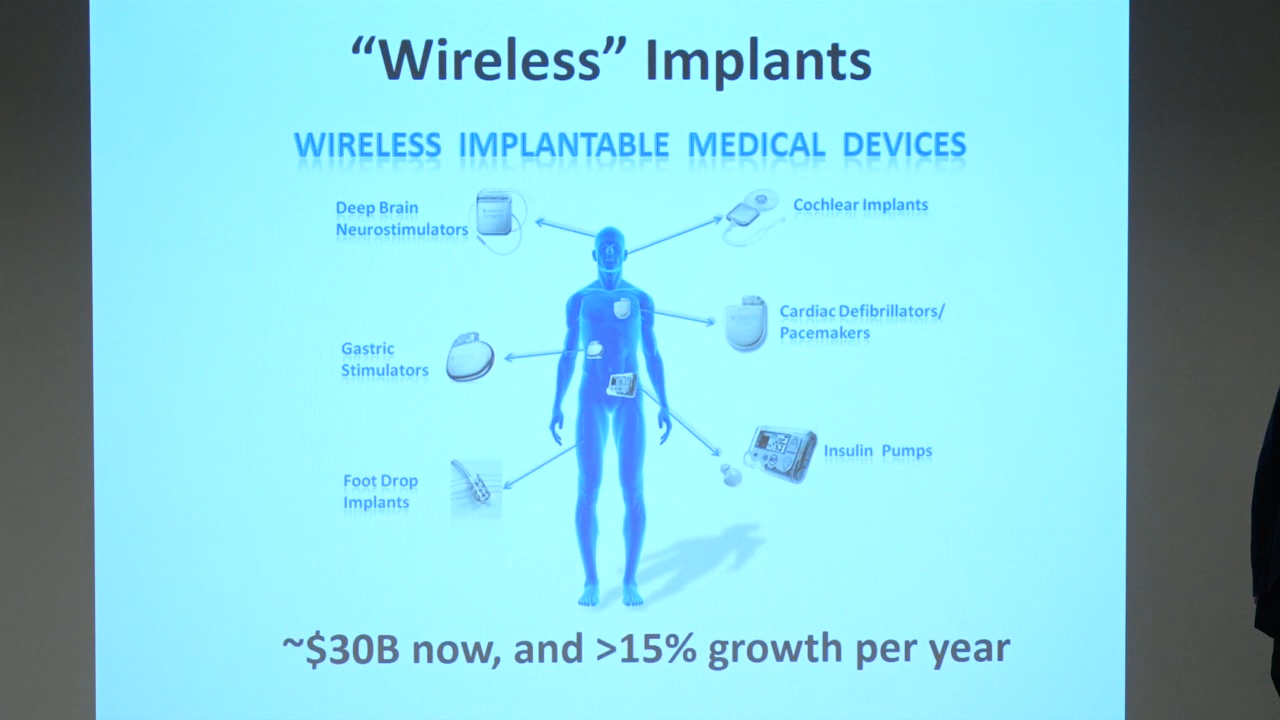 “Wireless” Implants
WIRELESS IMPLANTABLE MEDICAL DEVICES
Deep Brain
Neurostimulators
Cochlear Implants
Cardiac Defibrillators/
Pacemakers
Gastric
Stimulators
Insulin Pumps
Foot Drop
Implants
~$30B now, and >15% growth per year